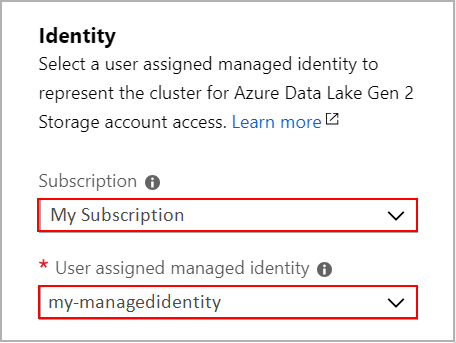 Identity
Select a user assigned managed identity to
represent the cluster for Azure Data Lake Gen 2
Storage account access. Learn more
Subscription
My Subscription
* User assigned managed identity
my-managedidentity